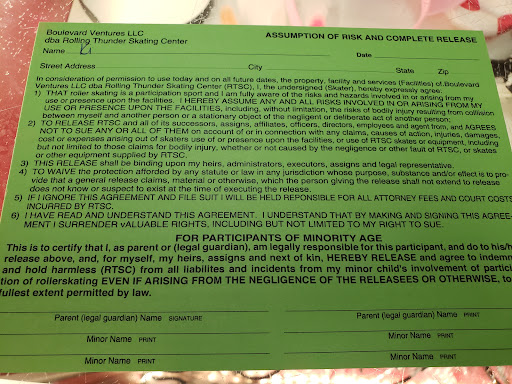 Boulevard Ventures LLC
dba Rolling Thunder Skating Center
ASSUMPTION OF RISK AND COMPLETE RELEASE
Name Ki Date
Street Address City State Zip
In consideration of permission to use today and on all future dates, the property, facility and services (Facilities) of Boulevard
Ventures LLC dba Rolling Thunder Skating Center (RTSC), I, the undersigned (Skater), hereby expressly agree;
1) THAT roller skating is a participation sport and I am fully aware of the risks and hazards involved in or arising from my
use or presence upon the facilities. I HEREBY ASSUME ANY AND ALL RISKS INVOLVED IN OR ARISING FROM MY
USE OR PRESENCE UPON THE FACILITIES, including, without limitation, the risks of bodily injury resulting from collision
between myself and another person or a stationary object of the negligent or deliberate act of another person;
2) TO RELEASE RTSC and all of its successors, assigns, affiliates, officers, directors, employees and agent from, and AGREES
NOT TO SUE ANY OR ALL OF THEM on account of or in connection with any claims, causes of action, injuries, damages,
cost or expenses arising out of skaters use of or presence upon the facilities, or use of RTSC skates or equipment, including
but not limited to those claims for bodily injury, whether or not caused by the negligence or other fault of RTSC, or skates
or other equipment supplied by RTSC.
3) THIS RELEASE shall be binding upon my heirs, administrators, executors, assigns and legal representative.
4) TO WAIVE the protection afforded by any statute or law in any jurisdiction whose purpose, substance and/or effect is to pro-
vide that a general release claims, material or otherwise, which the person giving the release shall not extend to release
does not know or suspect to exist at the time of executing the release.
5) IF I IGNORE THIS AGREEMENT AND FILE SUIT I WILL BE HELD REPONSIBLE FOR ALL ATTORNEY FEES AND COURT COSTS
INCURRED BY RTSC.
6) I HAVE READ AND UNDERSTAND THIS AGREEMENT. I UNDERSTAND THAT BY MAKING AND SIGNING THIS AGREE-
MENT I SURRENDER VALUABLE RIGHTS, INCLUDING BUT NOT LIMITED TO MY RIGHT TO SUE.
FOR PARTICIPANTS OF MINORITY AGE
This is to certify that I, as parent or (legal guardian), am legally responsible for this participant, and do to his/h
release above, and, for myself, my heirs, assigns and next of kin, HEREBY RELEASE and agree to indemn
and hold harmless (RTSC) from all liabilites and incidents from my minor child's involvement of partici
tion of rollerskating EVEN IF ARISING FROM THE NEGLIGENCE OF THE RELEASEES OR OTHERWISE, to
fullest extent permitted by law.
Parent (legal guardian) Name SIGNATURE Parent (legal guardian) Name PRINT
Minor Name PRINT Minor Name PRINT
Minor Name PRINT Minor Name PRINT